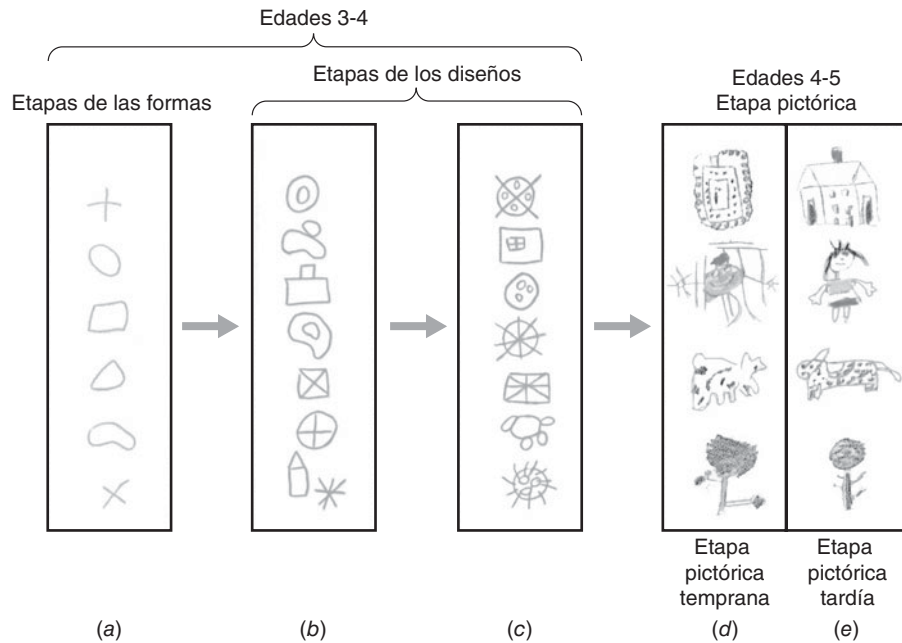 Edades 3-4
Etapas de los diseños
Etapas de las formas
Edades 4-5
Etapa pictórica
Etapa
pictórica
temprana
Etapa
pictórica
tardía
(a)
(b)
(c)
(d)
(e)